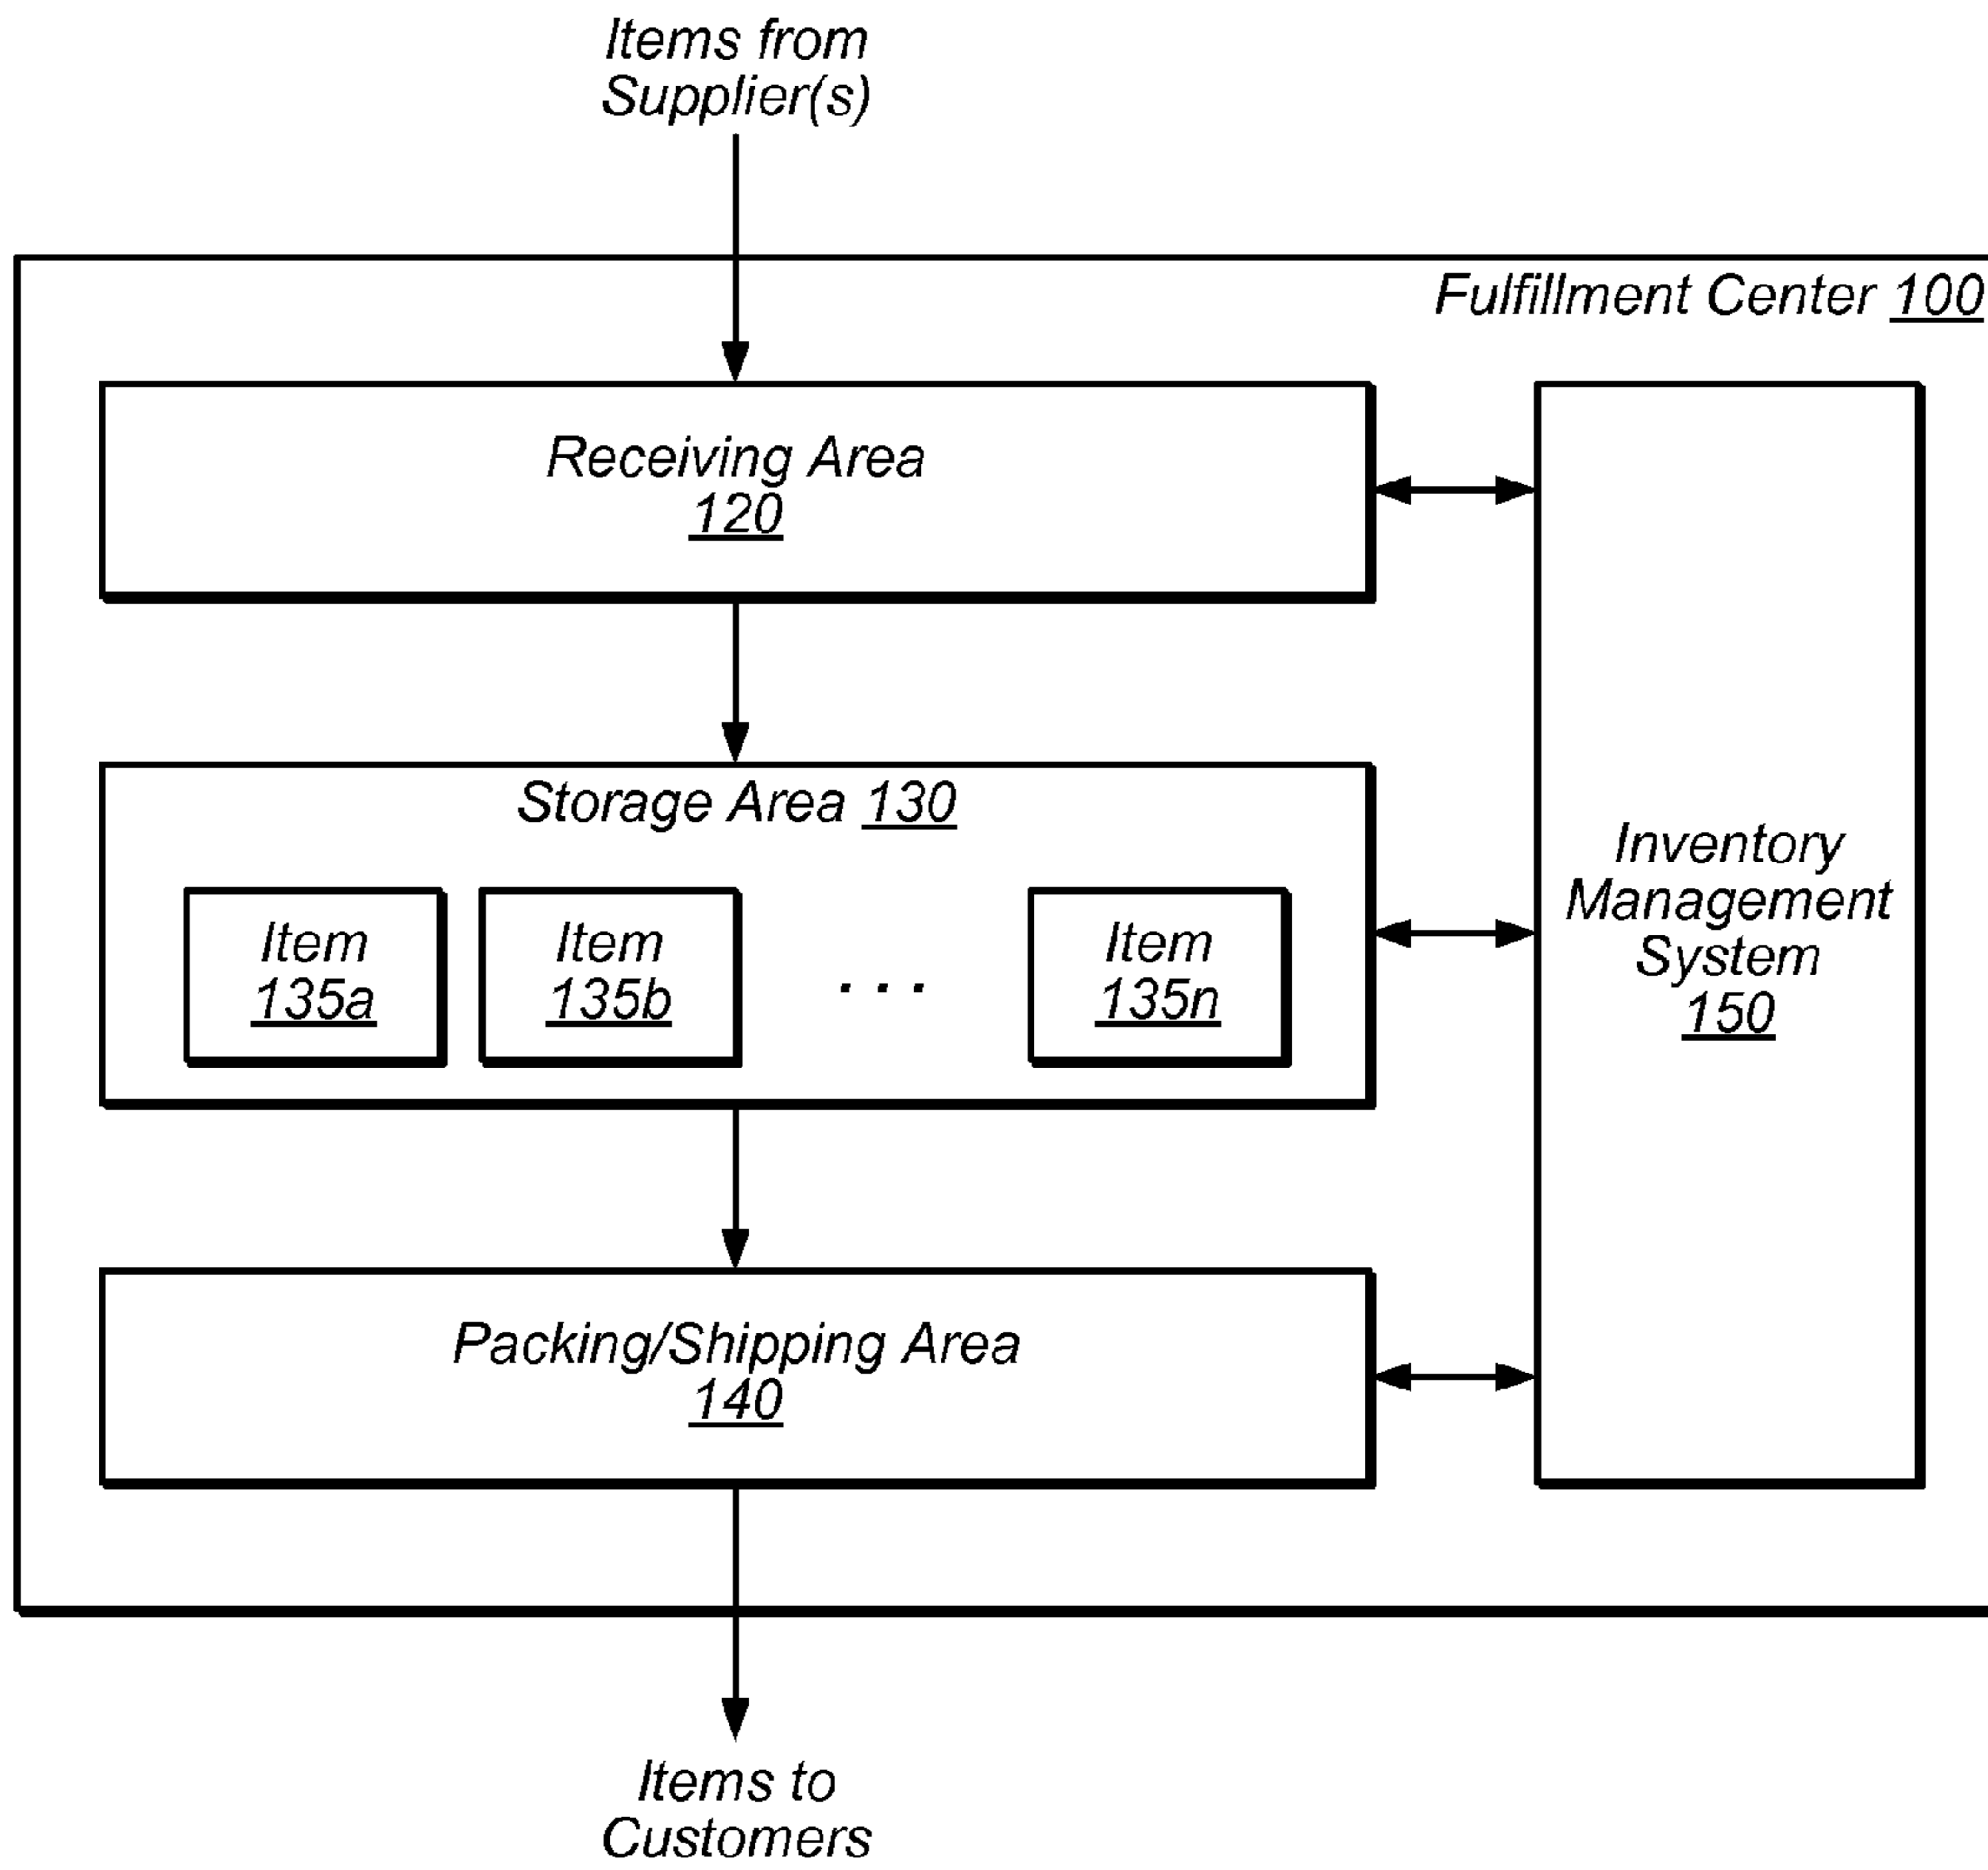 Items from
Supplier(s)
Fulfillment Center 100
Receiving Area
120
Storage Area 130
Item
135a
Item
135b
. . .
Item
135n
Inventory
Management
System
150
Packing/Shipping Area
140
Items to
Customers